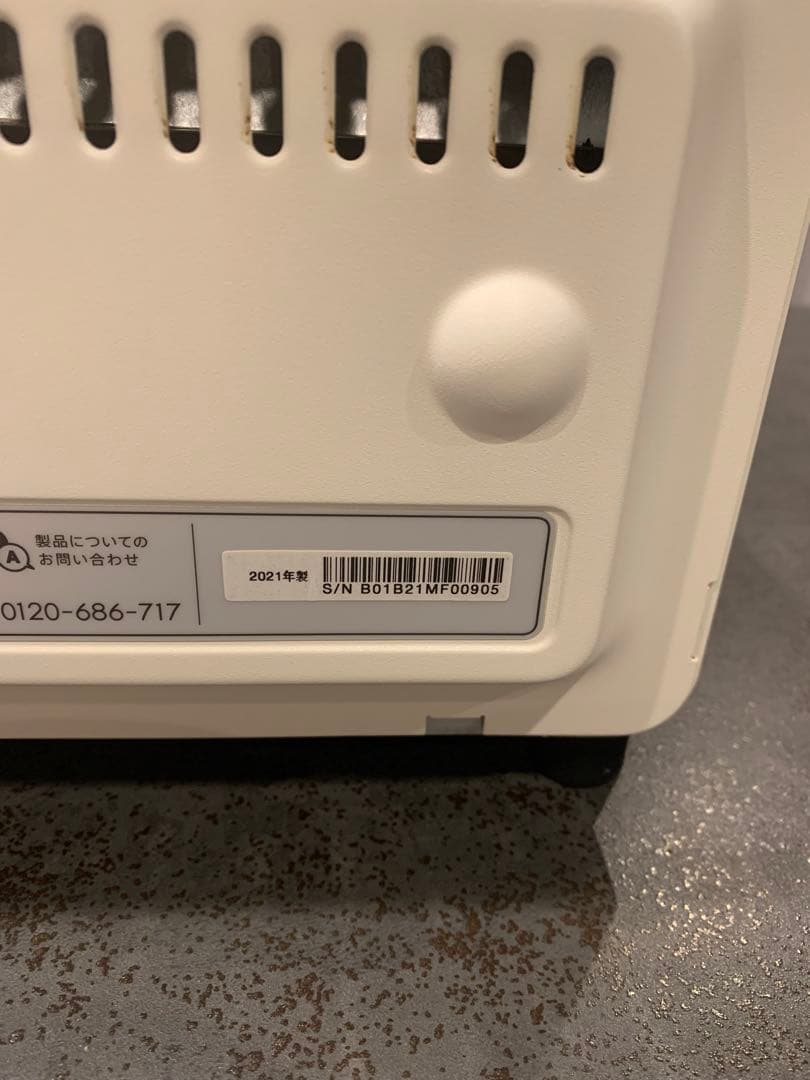 製品についての
A お問い合わせ
0120-686-717
2021年製
S/N B01B21MF00905